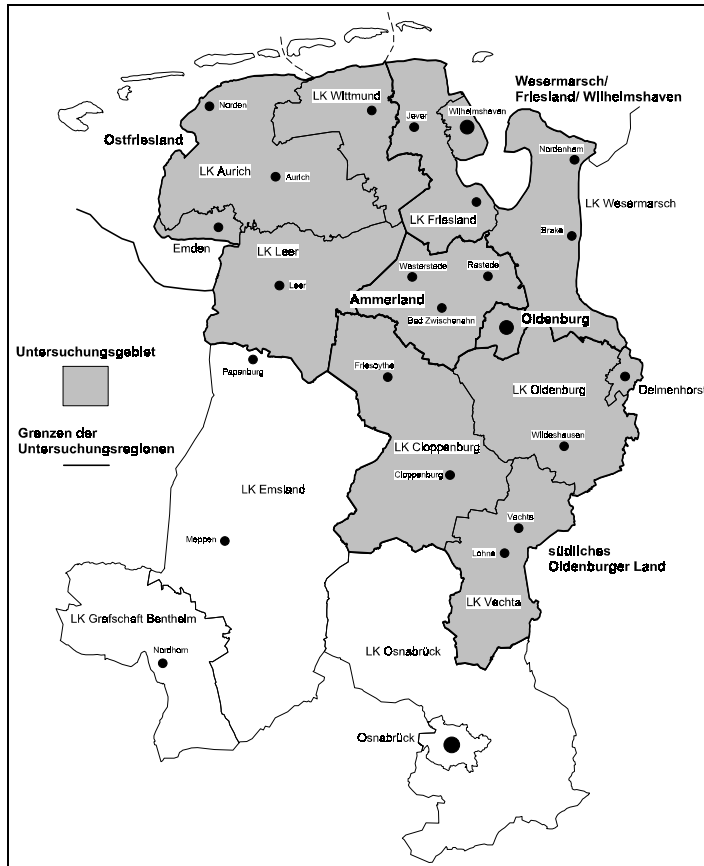 Wesermarsch/
Friesland/ Wilhelmshaven
LK Wittmund
Norden
Jever
Wilhelmshaven
Ostfriesland
Nordenham
LK Aurich
Aurich
LK Friesland
LK Wesermarsch
Emden
Brake
LK Leer
Westerstede
Rastede
Leer
Ammerland
Bad Zwischenahn
Oldenburg
Untersuchungsgebiet
Papenburg
Friesoythe
LK Oldenburg
Delmenhorst
Grenzen der
Untersuchungsregionen
Wildeshausen
LK Cloppenburg
Cloppenburg
LK Emsland
Vechta
Meppen
Lohne
südliches
Oldenburger Land
LK Vechta
LK Grafschaft Bentheim
Nordhorn
LK Osnabrück
Osnabrück